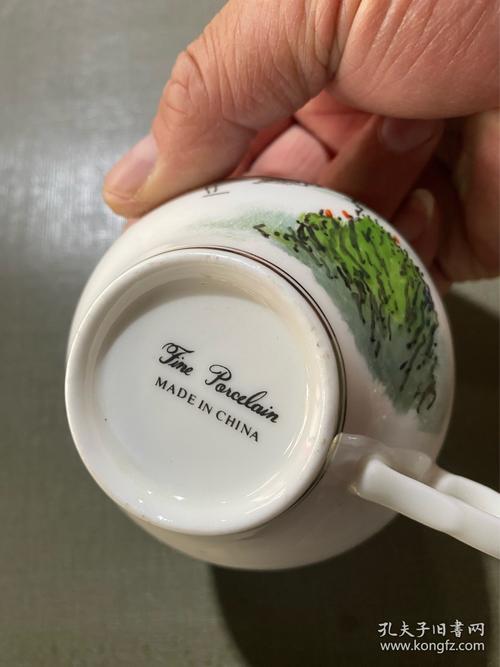 Fine Porcelain
MADE IN CHINA
孔夫子旧书网
www.kongfz.com